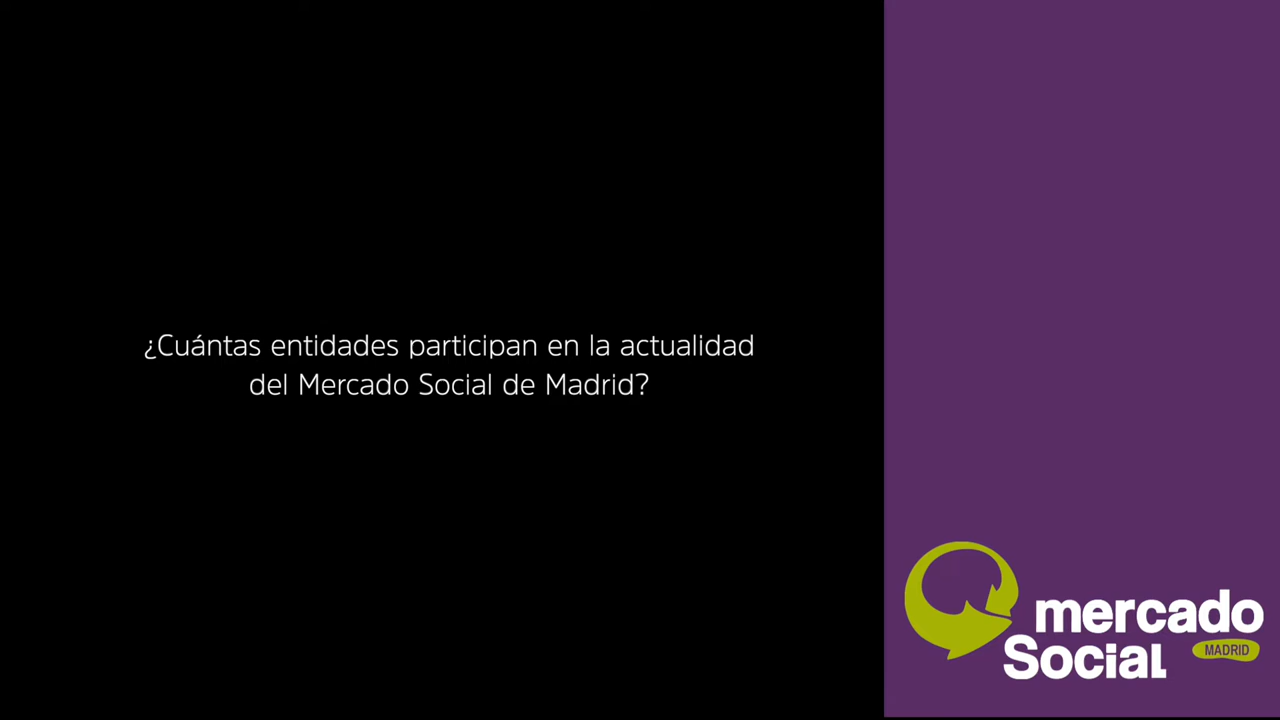 ¿Cuántas entidades participan en la actualidad
del Mercado Social de Madrid?
mercado
Social
MADRID